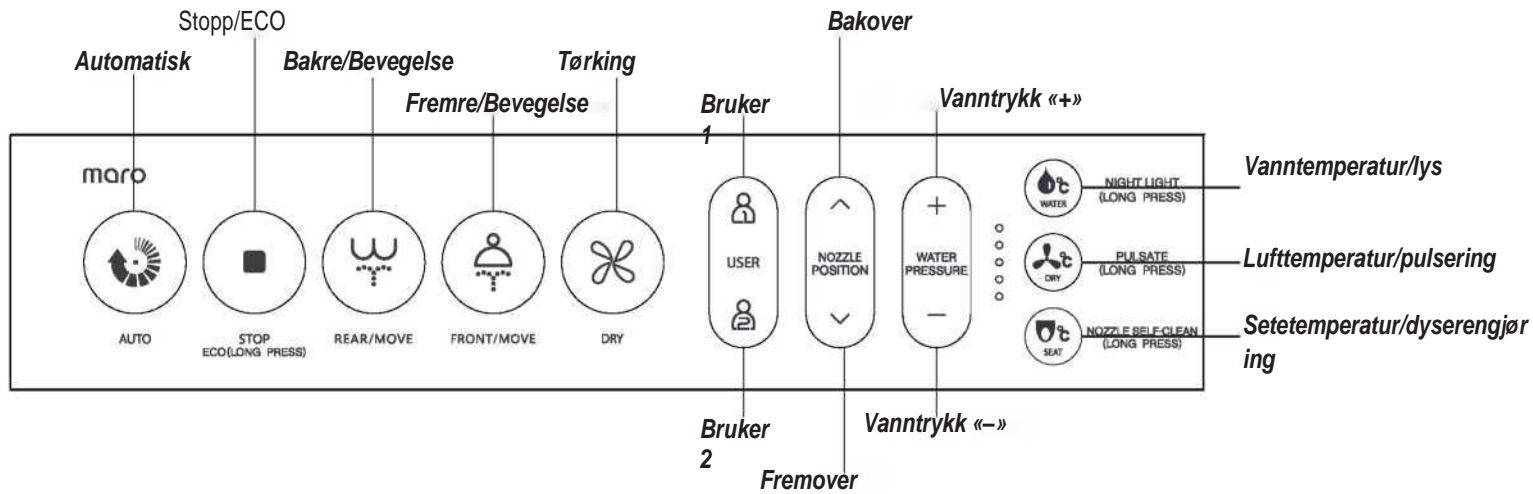 Stopp/ECO
Bakover
Automatisk
Bakre/Bevegelse
Tørking
Fremre/Bevegelse
Bruker
1
Vanntrykk «+»
maro
AUTO
STOP
ECO(LONG PRESS)
REAR/MOVE
FRONT/MOVE
DRY
1
USER
2
NOZZLE
POSITION
+
WATER
PRESSURE
−
°C
WATER
NIGHT LIGHT
(LONG PRESS)
Vanntemperatur/lys
°C
DRY
PULSATE
(LONG PRESS)
Lufttemperatur/pulsering
°C
SEAT
NOZZLE SELF-CLEAN
(LONG PRESS)
Setetemperatur/dyserengjør
ing
Bruker
2
Vanntrykk «–»
Fremover